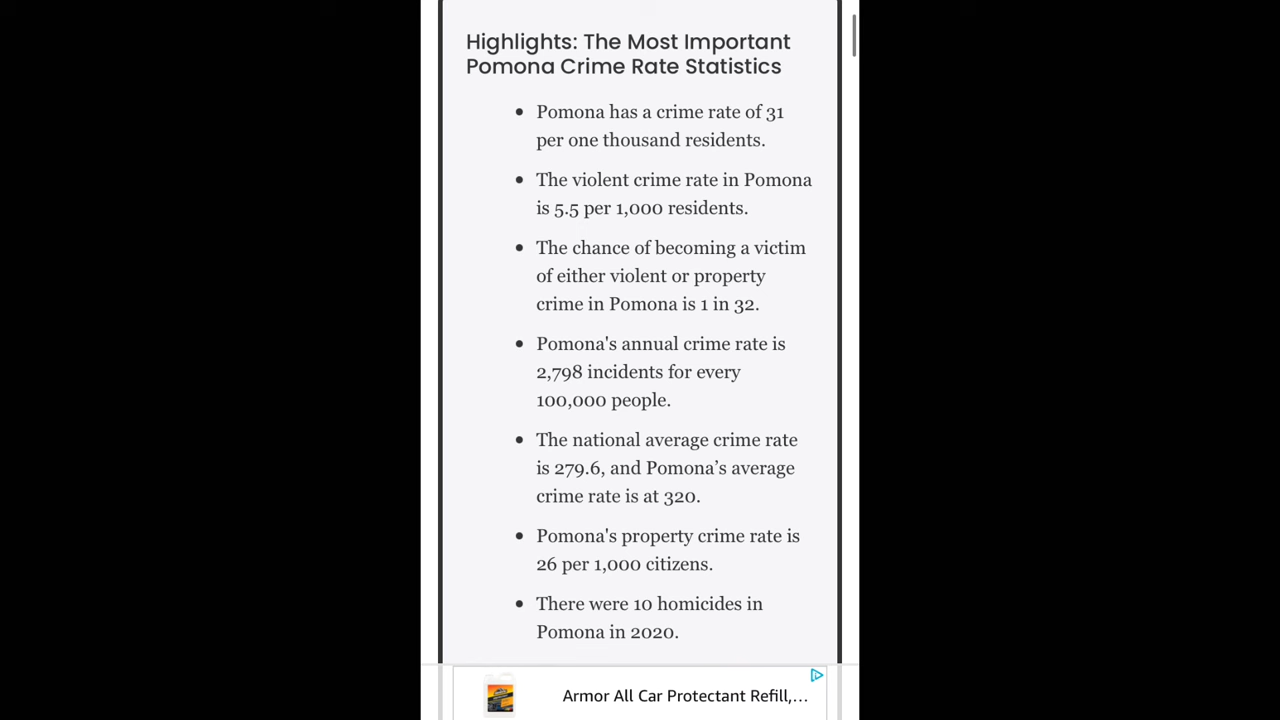 Highlights: The Most Important
Pomona Crime Rate Statistics
• Pomona has a crime rate of 31
per one thousand residents.
• The violent crime rate in Pomona
is 5.5 per 1,000 residents.
• The chance of becoming a victim
of either violent or property
crime in Pomona is 1 in 32.
• Pomona's annual crime rate is
2,798 incidents for every
100,000 people.
• The national average crime rate
is 279.6, and Pomona’s average
crime rate is at 320.
• Pomona's property crime rate is
26 per 1,000 citizens.
• There were 10 homicides in
Pomona in 2020.
Armor All Car Protectant Refill,...